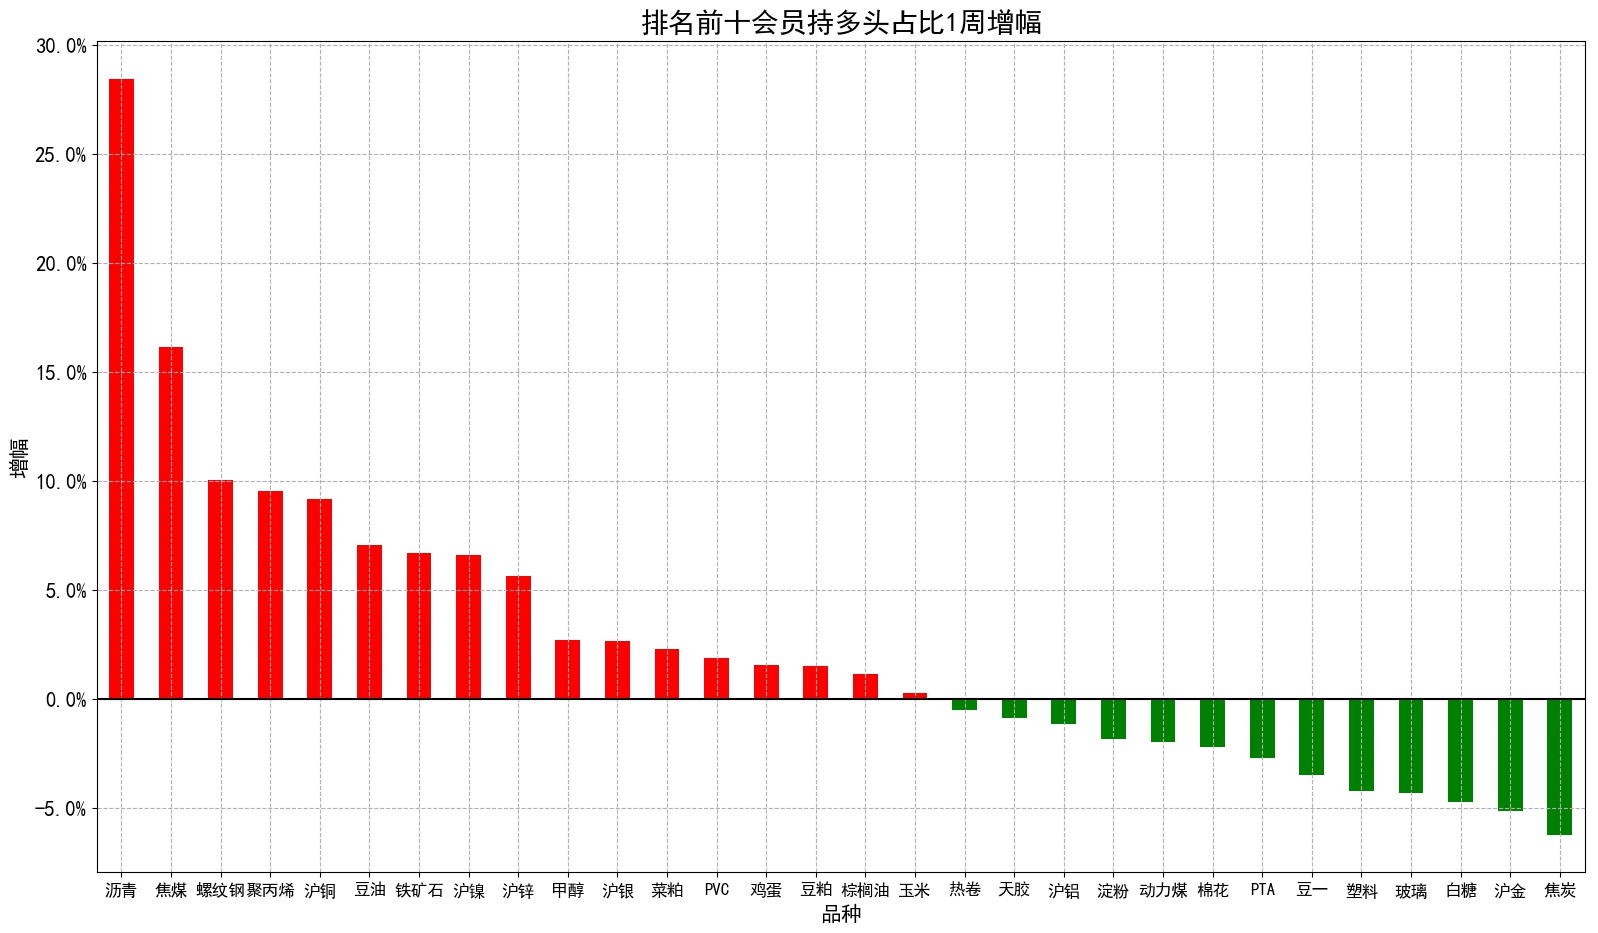 排名前十会员持多头占比1周增幅
30.0%
25.0%
20.0%
15.0%
10.0%
5.0%
0.0%
−5.0%
增幅
沥青 焦煤 螺纹钢 聚丙烯 沪铜 豆油 铁矿石 沪镍 沪锌 甲醇 沪银 菜粕 PVC 鸡蛋 豆粕 棕榈油 玉米 热卷 天胶 沪铝 淀粉 动力煤 棉花 PTA 豆一 塑料 玻璃 白糖 沪金 焦炭
品种